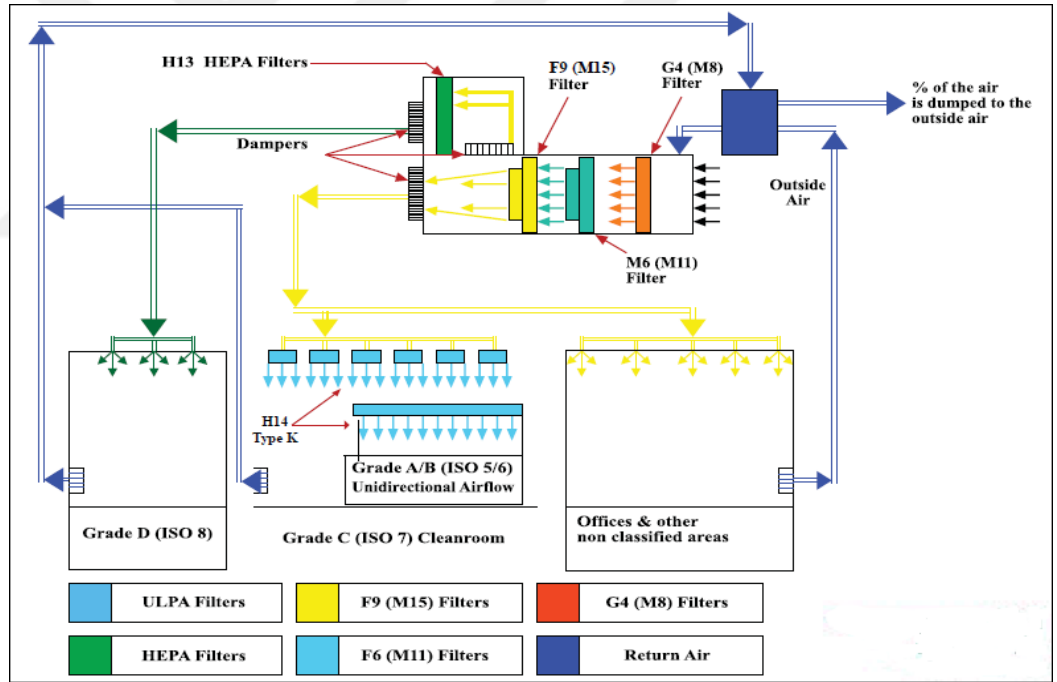 H13  HEPA Filters
F9 (M15)
Filter
G4 (M8)
Filter
% of the air
is dumped to the
outside air
Dampers
Outside
Air
M6 (M11)
Filter
H14
Type K
Grade A/B (ISO 5/6)
Unidirectional Airflow
Grade D (ISO 8)
Grade C (ISO 7) Cleanroom
Offices & other
non classified areas
ULPA Filters
F9 (M15) Filters
G4 (M8) Filters
HEPA Filters
F6 (M11) Filters
Return Air